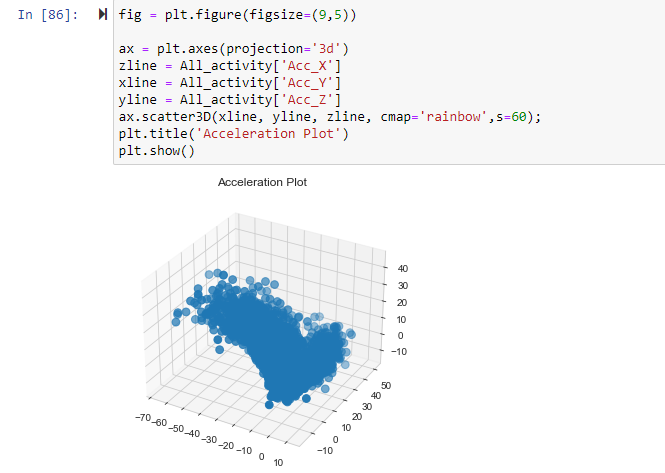 In [86]:
fig = plt.figure(figsize=(9,5))
ax = plt.axes(projection='3d')
zline = All_activity['Acc_X']
xline = All_activity['Acc_Y']
yline = All_activity['Acc_Z']
ax.scatter3D(xline, yline, zline, cmap='rainbow',s=60);
plt.title('Acceleration Plot')
plt.show()
Acceleration Plot
40
30
20
10
0
−10
50
40
30
20
10
0
−10
−70
−60
−50
−40
−30
−20
−10
0
10